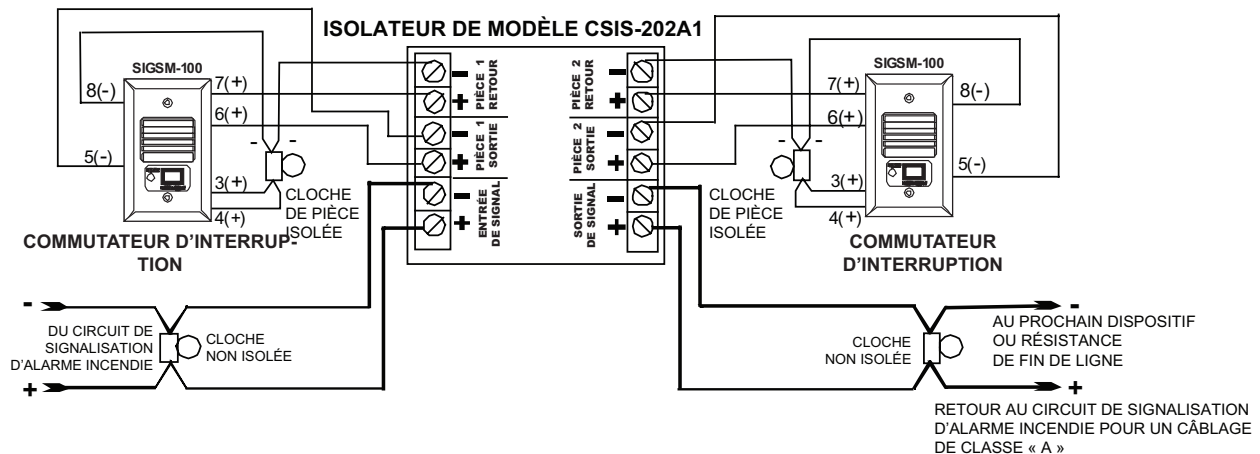 ISOLATEUR DE MODÈLE CSIS-202A1
SIGSM-100
8(-)
7(+)
6(+)
5(-)
3(+)
4(+)
- -
CLOCHE
DE PIÈCE
ISOLÉE
COMMUTATEUR D'INTERRUP-
TION
-
+
PIÈCE 1
RETOUR
-
+
PIÈCE 1
SORTIE
-
+
ENTRÉE
DE SIGNAL
PIÈCE 2
RETOUR
-
+
PIÈCE 2
SORTIE
-
+
SORTIE
DE SIGNAL
-
+
SIGSM-100
7(+)
8(-)
6(+)
5(-)
3(+)
4(+)
- -
CLOCHE
DE PIÈCE
ISOLÉE
COMMUTATEUR
D'INTERRUPTION
-
DU CIRCUIT DE
SIGNALISATION
D'ALARME INCENDIE
+
CLOCHE
NON ISOLÉE
CLOCHE
NON ISOLÉE
-
AU PROCHAIN DISPOSITIF
OU RÉSISTANCE
DE FIN DE LIGNE
+
RETOUR AU CIRCUIT DE SIGNALISATION
D'ALARME INCENDIE POUR UN CÂBLAGE
DE CLASSE « A »